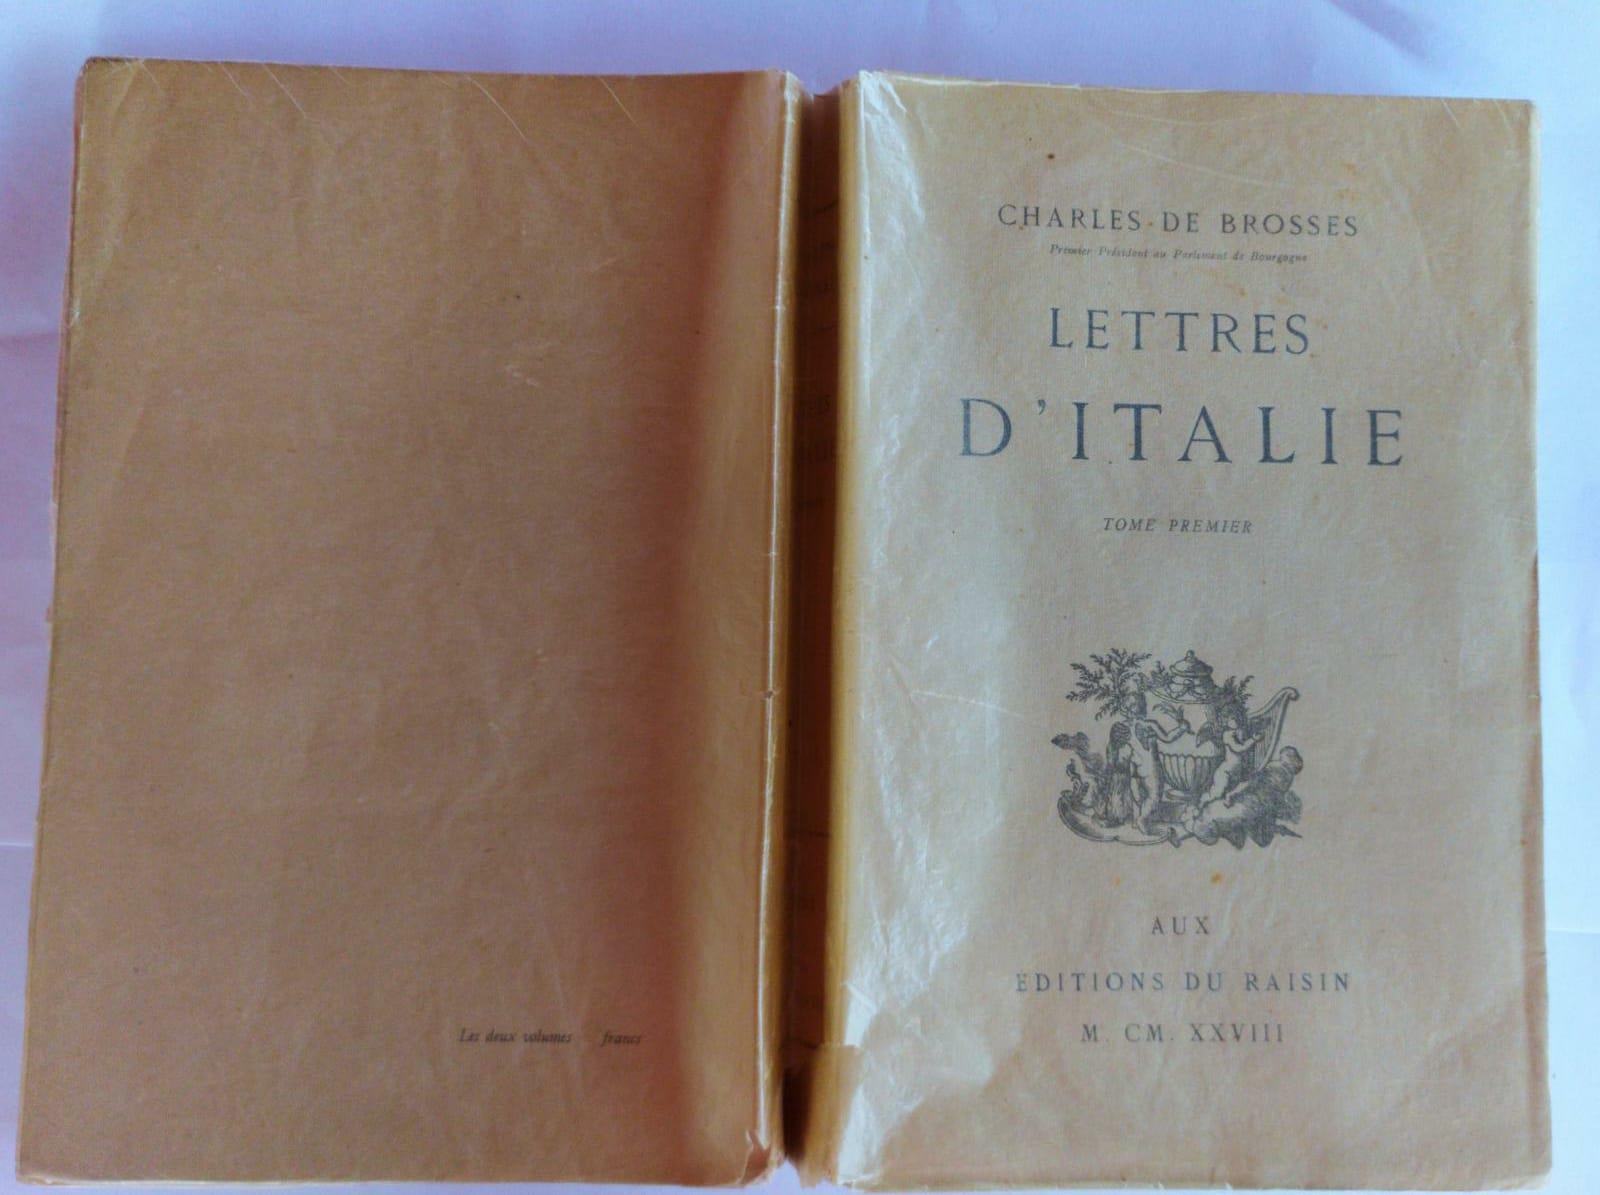 CHARLES DE BROSSES
Premier Président au Parlement de Bourgogne
LETTRES
D'ITALIE
TOME PREMIER
AUX
EDITIONS DU RAISIN
M. CM. XXVIII
Les deux volumes francs